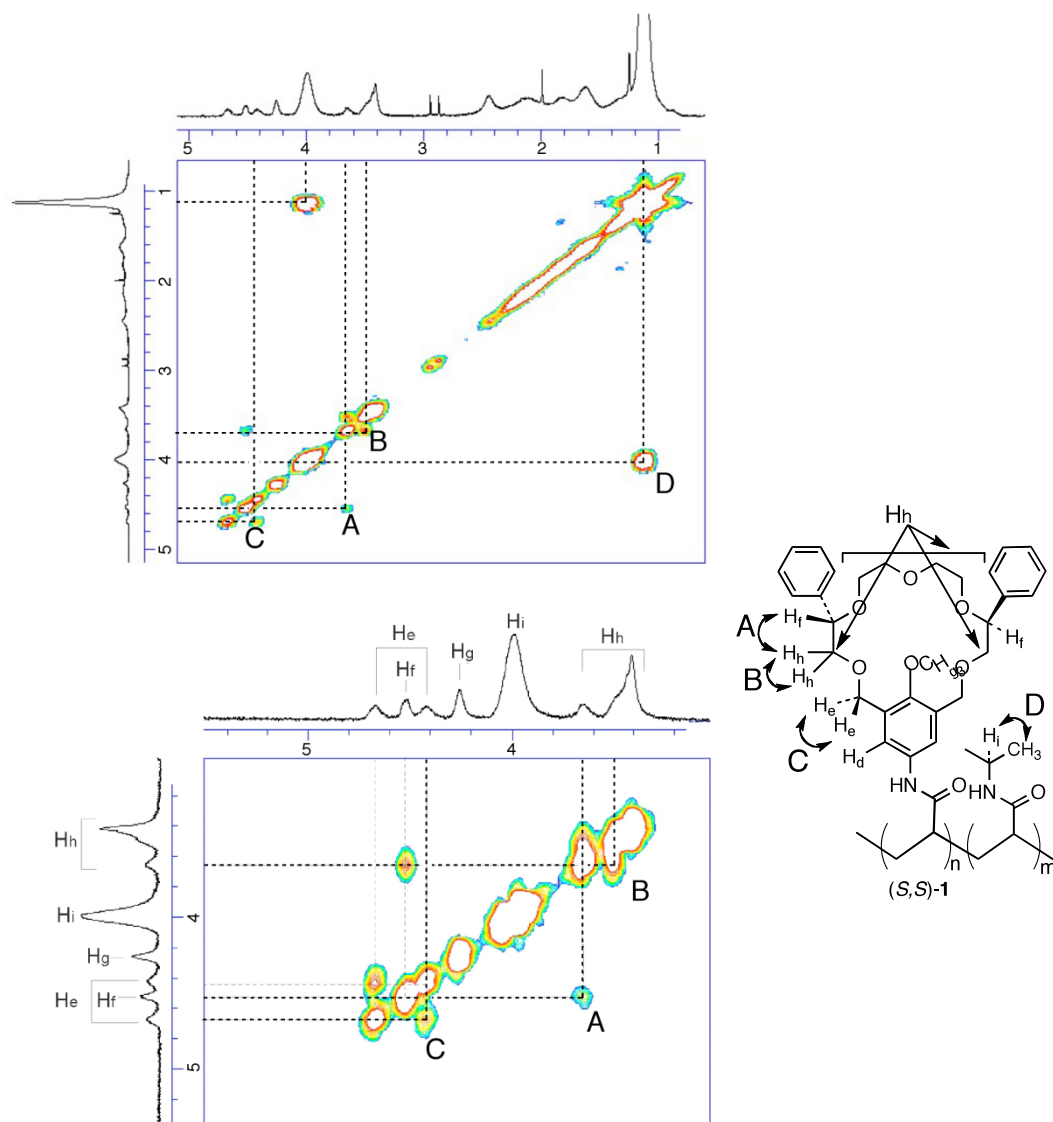 5 4 3 2 1
1
2
3
4
5
B
D
C A
Hh
O
O O
A Hf Hf
Hh
B Hh O O
He
He
C Hd
D
Hi
CH3
HN O HN O
n m
(S,S)-1
He Hf Hg Hi Hh
5 4
Hh
Hi
Hg
He Hf
4
5
B
A
C